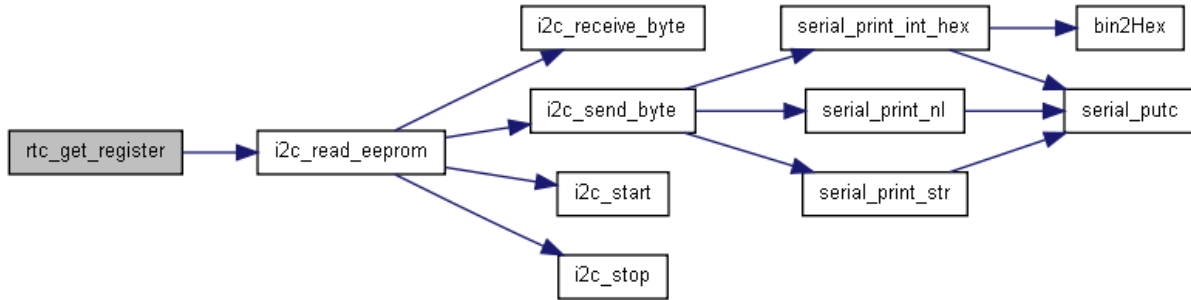 rtc_get_register
i2c_read_eeprom
i2c_receive_byte
i2c_send_byte
i2c_start
i2c_stop
serial_print_int_hex
serial_print_nl
serial_print_str
bin2Hex
serial_putc